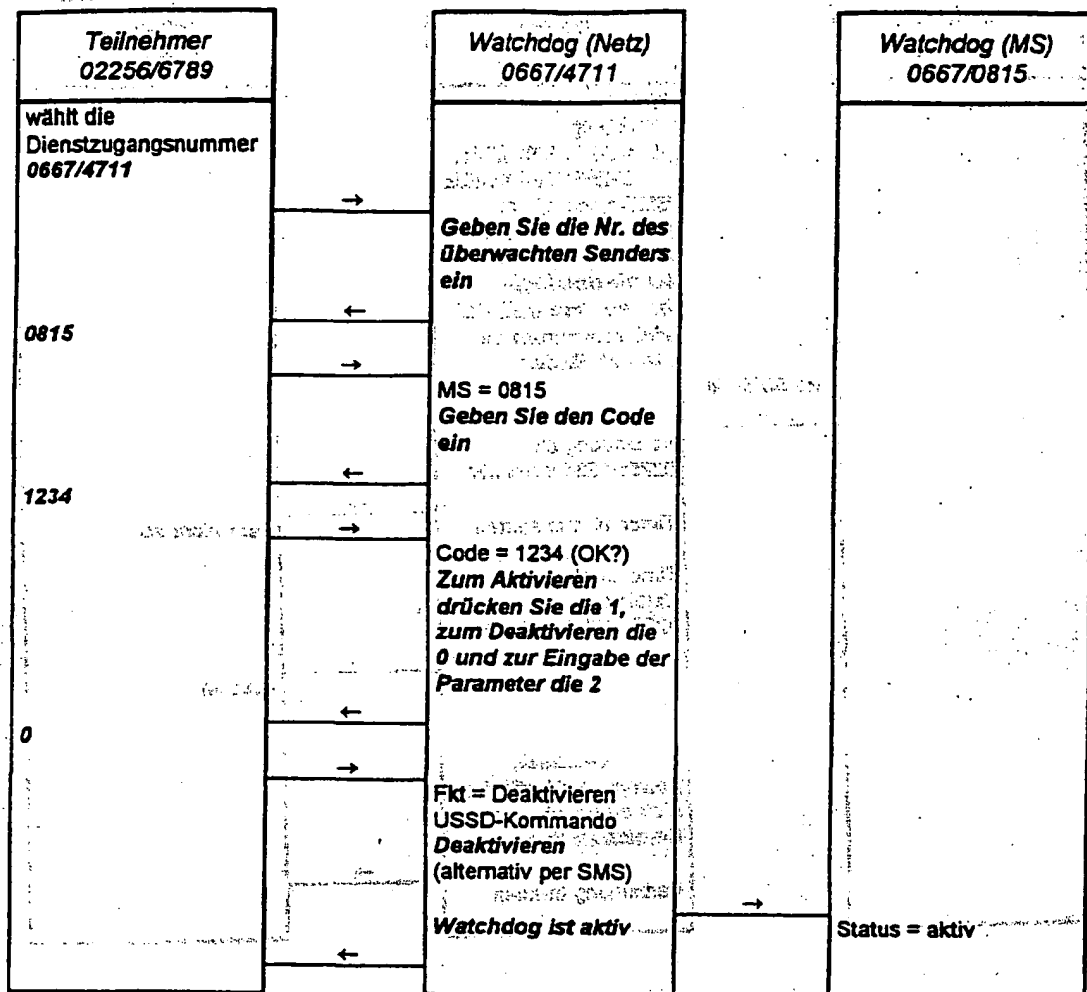 Teilnehmer
02256/6789
Watchdog (Netz)
0667/4711
Watchdog (MS)
0667/0815
wählt die
Dienstzugangsnummer
0667/4711
→
Geben Sie die Nr. des
überwachten Senders
ein
←
0815
→
MS = 0815
Geben Sie den Code
ein
←
1234
→
Code = 1234 (OK?)
Zum Aktivieren
drücken Sie die 1,
zum Deaktivieren die
0 und zur Eingabe der
Parameter die 2
←
0
→
Fkt = Deaktivieren
USSD-Kommando
Deaktivieren
(alternativ per SMS)
→
Watchdog ist aktiv
Status = aktiv
←